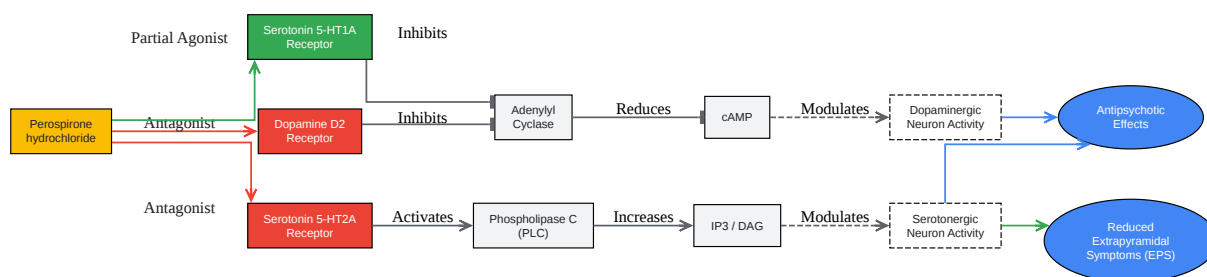 Partial Agonist
Serotonin 5-HT1A
Receptor
Inhibits
Perospirone
hydrochloride
Antagonist
Dopamine D2
Receptor
Inhibits
Adenylyl
Cyclase
Reduces
cAMP
Modulates
Dopaminergic
Neuron Activity
Antipsychotic
Effects
Antagonist
Serotonin 5-HT2A
Receptor
Activates
Phospholipase C
(PLC)
Increases
IP3 / DAG
Modulates
Serotonergic
Neuron Activity
Reduced
Extrapyramidal
Symptoms (EPS)